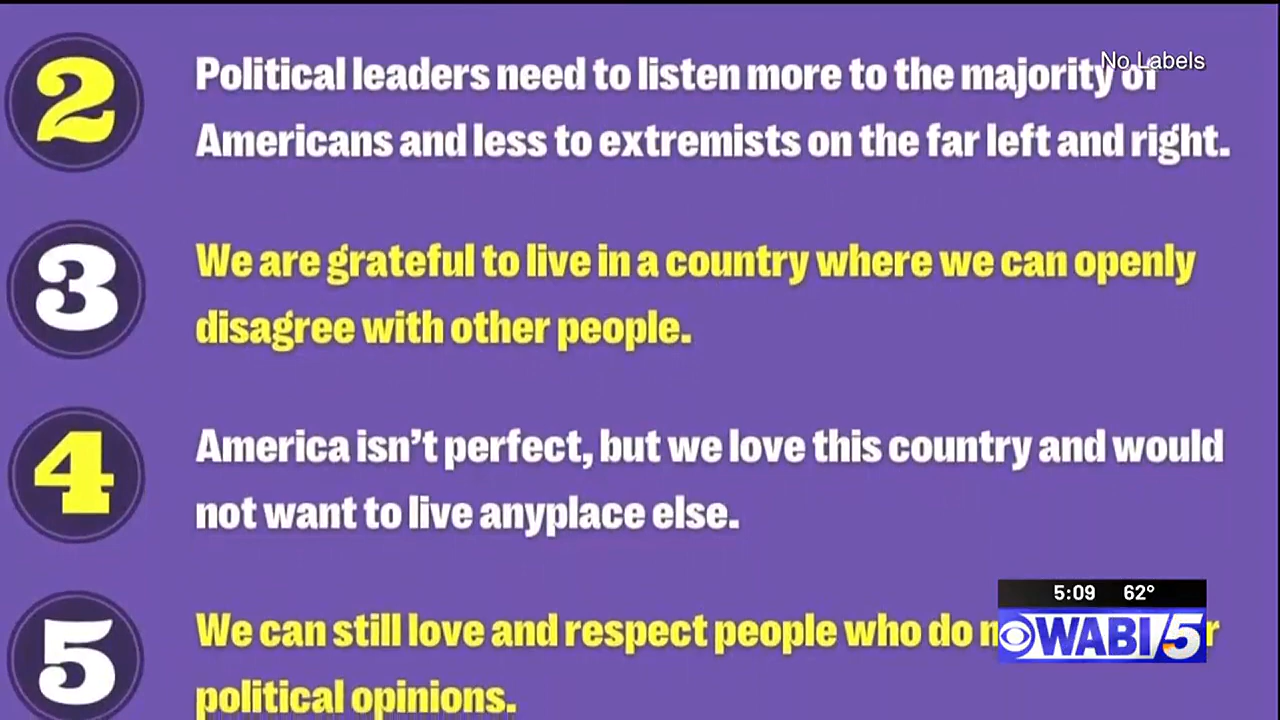 No Labels
2
Political leaders need to listen more to the majority of
Americans and less to extremists on the far left and right.
3
We are grateful to live in a country where we can openly
disagree with other people.
4
America isn't perfect, but we love this country and would
not want to live anyplace else.
5
We can still love and respect people who do
political opinions.
5:09 62°
WABI 5